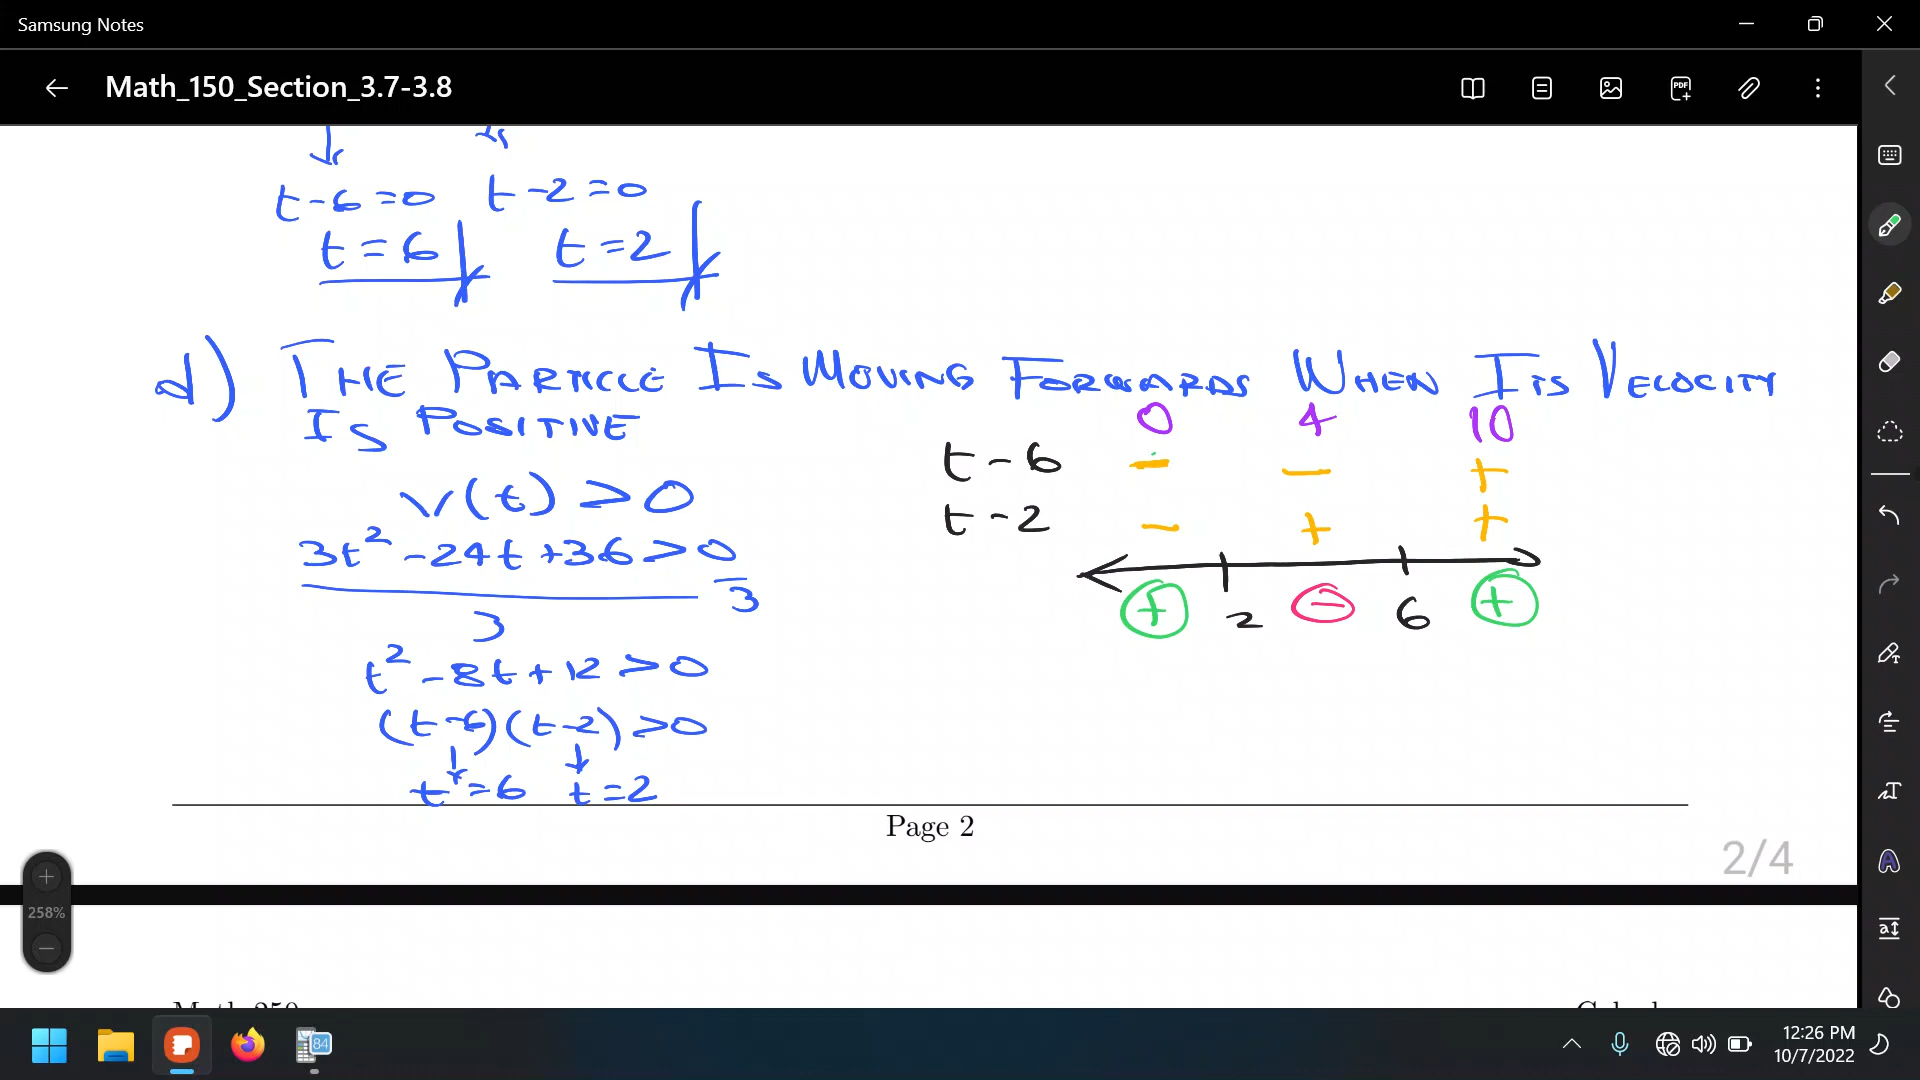 Samsung Notes
Math_150_Section_3.7-3.8
t-6=0 t-2=0
t=6 t=2
d) THE PARTICLE IS MOVING FORWARDS WHEN ITS VELOCITY
IS POSITIVE
0 4 10
t-6 - - +
t-2 - + +
+ 2 - 6 +
v(t) > 0
3t² - 24t + 36 > 0
3 3
t² - 8t + 12 > 0
(t-6)(t-2) > 0
t=6 t=2
Page 2
2/4
258%
84
12:26 PM
10/7/2022